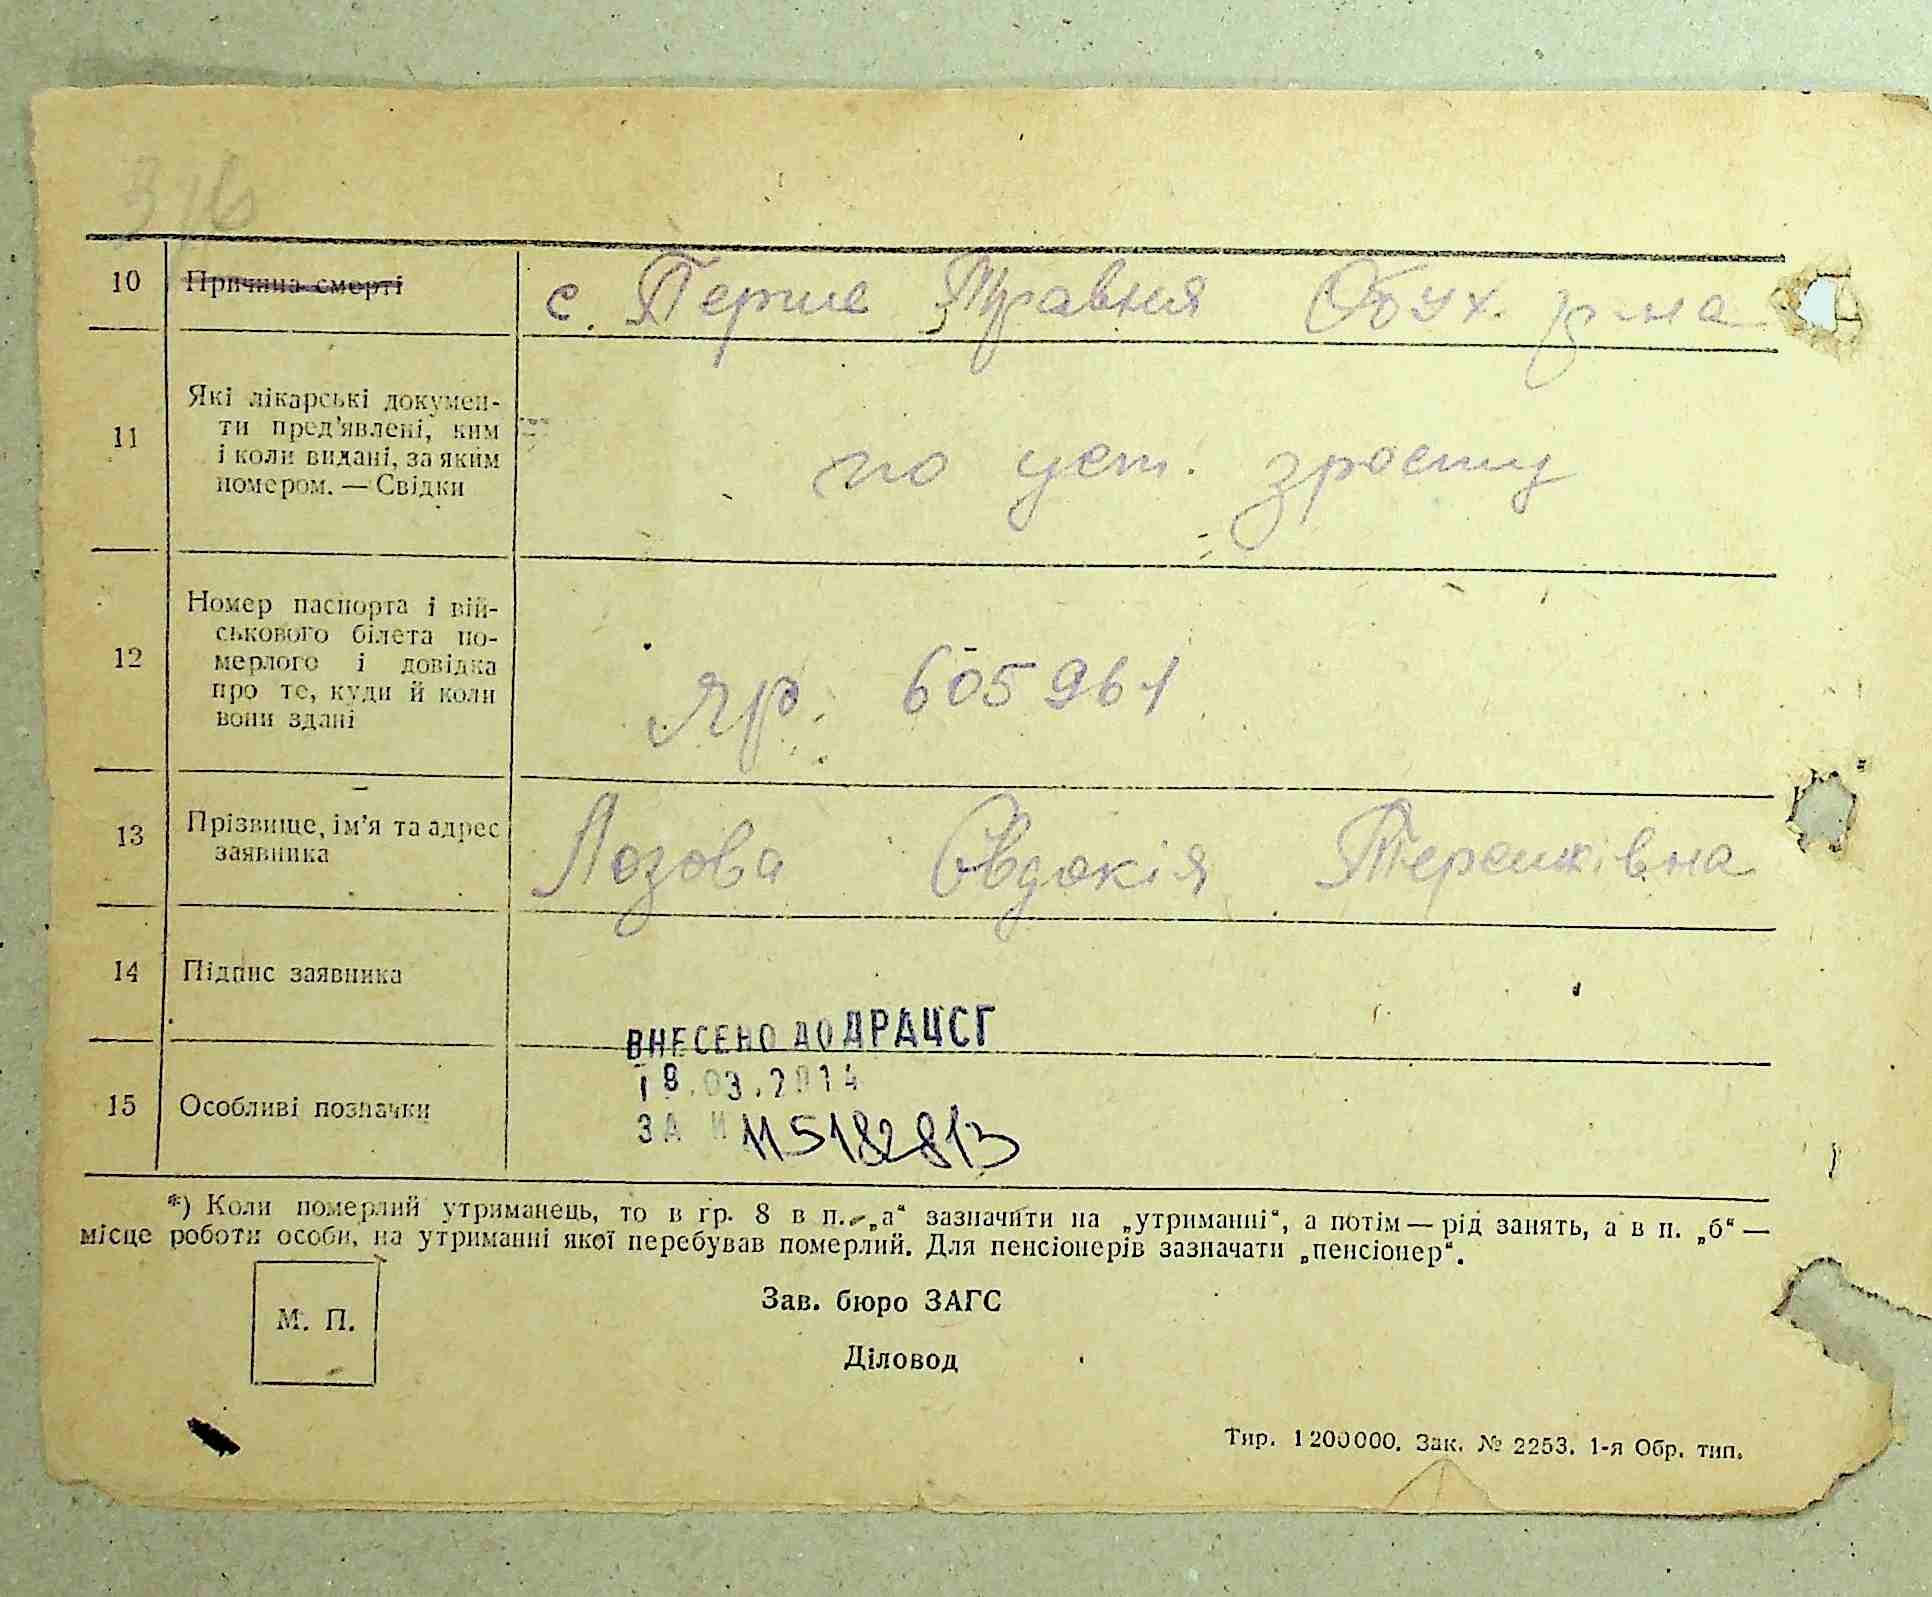 316
10 Причина смерті с. Перше Травня Обух. р-на
11 Які лікарські докумен-
ти пред'явлені, ким
і коли видані, за яким
номером. — Свідки
по уст. зросту
12 Номер паспорта і вій-
ськового білета по-
мерлого і довідка
про те, куди й коли
вони здані
яр. 605961
13 Прізвище, ім'я та адрес
заявника
Лозова Овдокія Терешківна
14 Підпис заявника
ВНЕСЕНО ДО ДРАЦСГ
18.03.2014
15 Особливі позначки
ЗА № 115182813
*) Коли померлий утриманець, то в гр. 8 в п. „а“ зазначити на „утриманні“, а потім — рід занять, а в п. „б“ —
місце роботи особи, на утриманні якої перебував померлий. Для пенсіонерів зазначати „пенсіонер“.
Зав. бюро ЗАГС
М. П.
Діловод
Тир. 1200000. Зак. № 2253. 1-я Обр. тип.